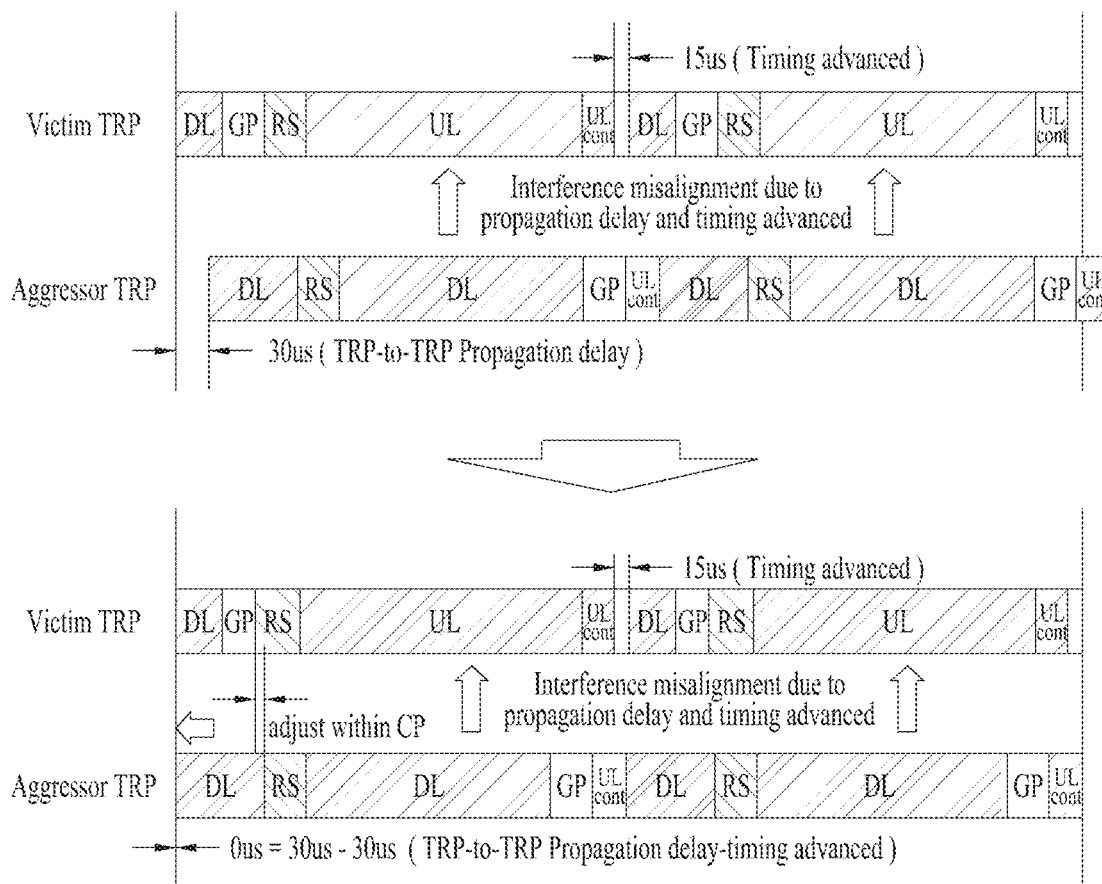 15us ( Timing advanced )
Victim TRP DL GP RS UL UL cont DL GP RS UL UL cont
Interference misalignment due to
propagation delay and timing advanced
Aggressor TRP DL RS DL GP UL cont DL RS DL GP UL cont
30us ( TRP-to-TRP Propagation delay )
15us ( Timing advanced )
Victim TRP DL GP RS UL UL cont DL GP RS UL UL cont
Interference misalignment due to
propagation delay and timing advanced
adjust within CP
Aggressor TRP DL RS DL GP UL cont DL RS DL GP UL cont
0us = 30us - 30us ( TRP-to-TRP Propagation delay-timing advanced )